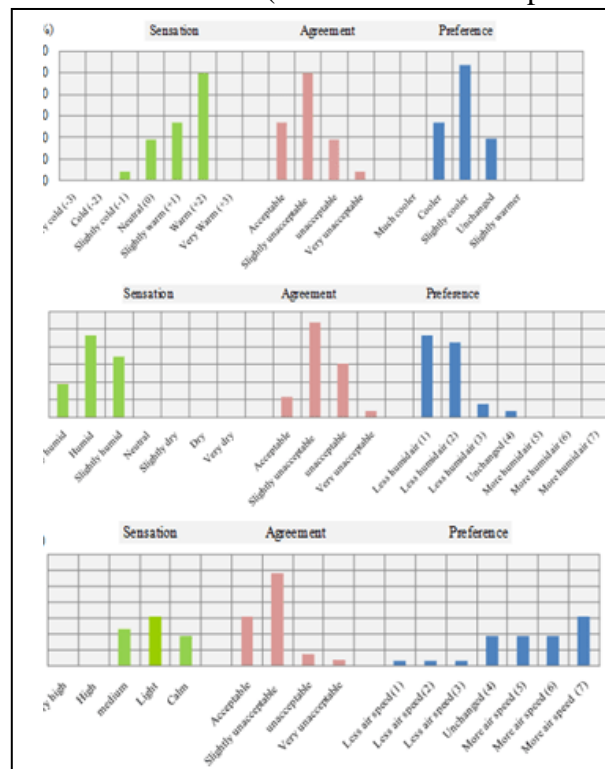 Sensation Agreement Preference
Cold (-2)
Slightly cold (-1)
Neutral (0)
Slightly warm (+1)
Warm (+2)
Very Warm (+3)
Acceptable
Slightly unacceptable
unacceptable
Very unacceptable
Much cooler
Cooler
Slightly cooler
Unchanged
Slightly warmer
Sensation Agreement Preference
humid
Humid
Slightly humid
Neutral
Slightly dry
Dry
Very dry
Acceptable
Slightly unacceptable
unacceptable
Very unacceptable
Less humid air (1)
Less humid air (2)
Less humid air (3)
Unchanged (4)
More humid air (5)
More humid air (6)
More humid air (7)
Sensation Agreement Preference
high
High
medium
Light
Calm
Acceptable
Slightly unacceptable
unacceptable
Very unacceptable
Less air speed (1)
Less air speed (2)
Less air speed (3)
Unchanged (4)
More air speed (5)
More air speed (6)
More air speed (7)